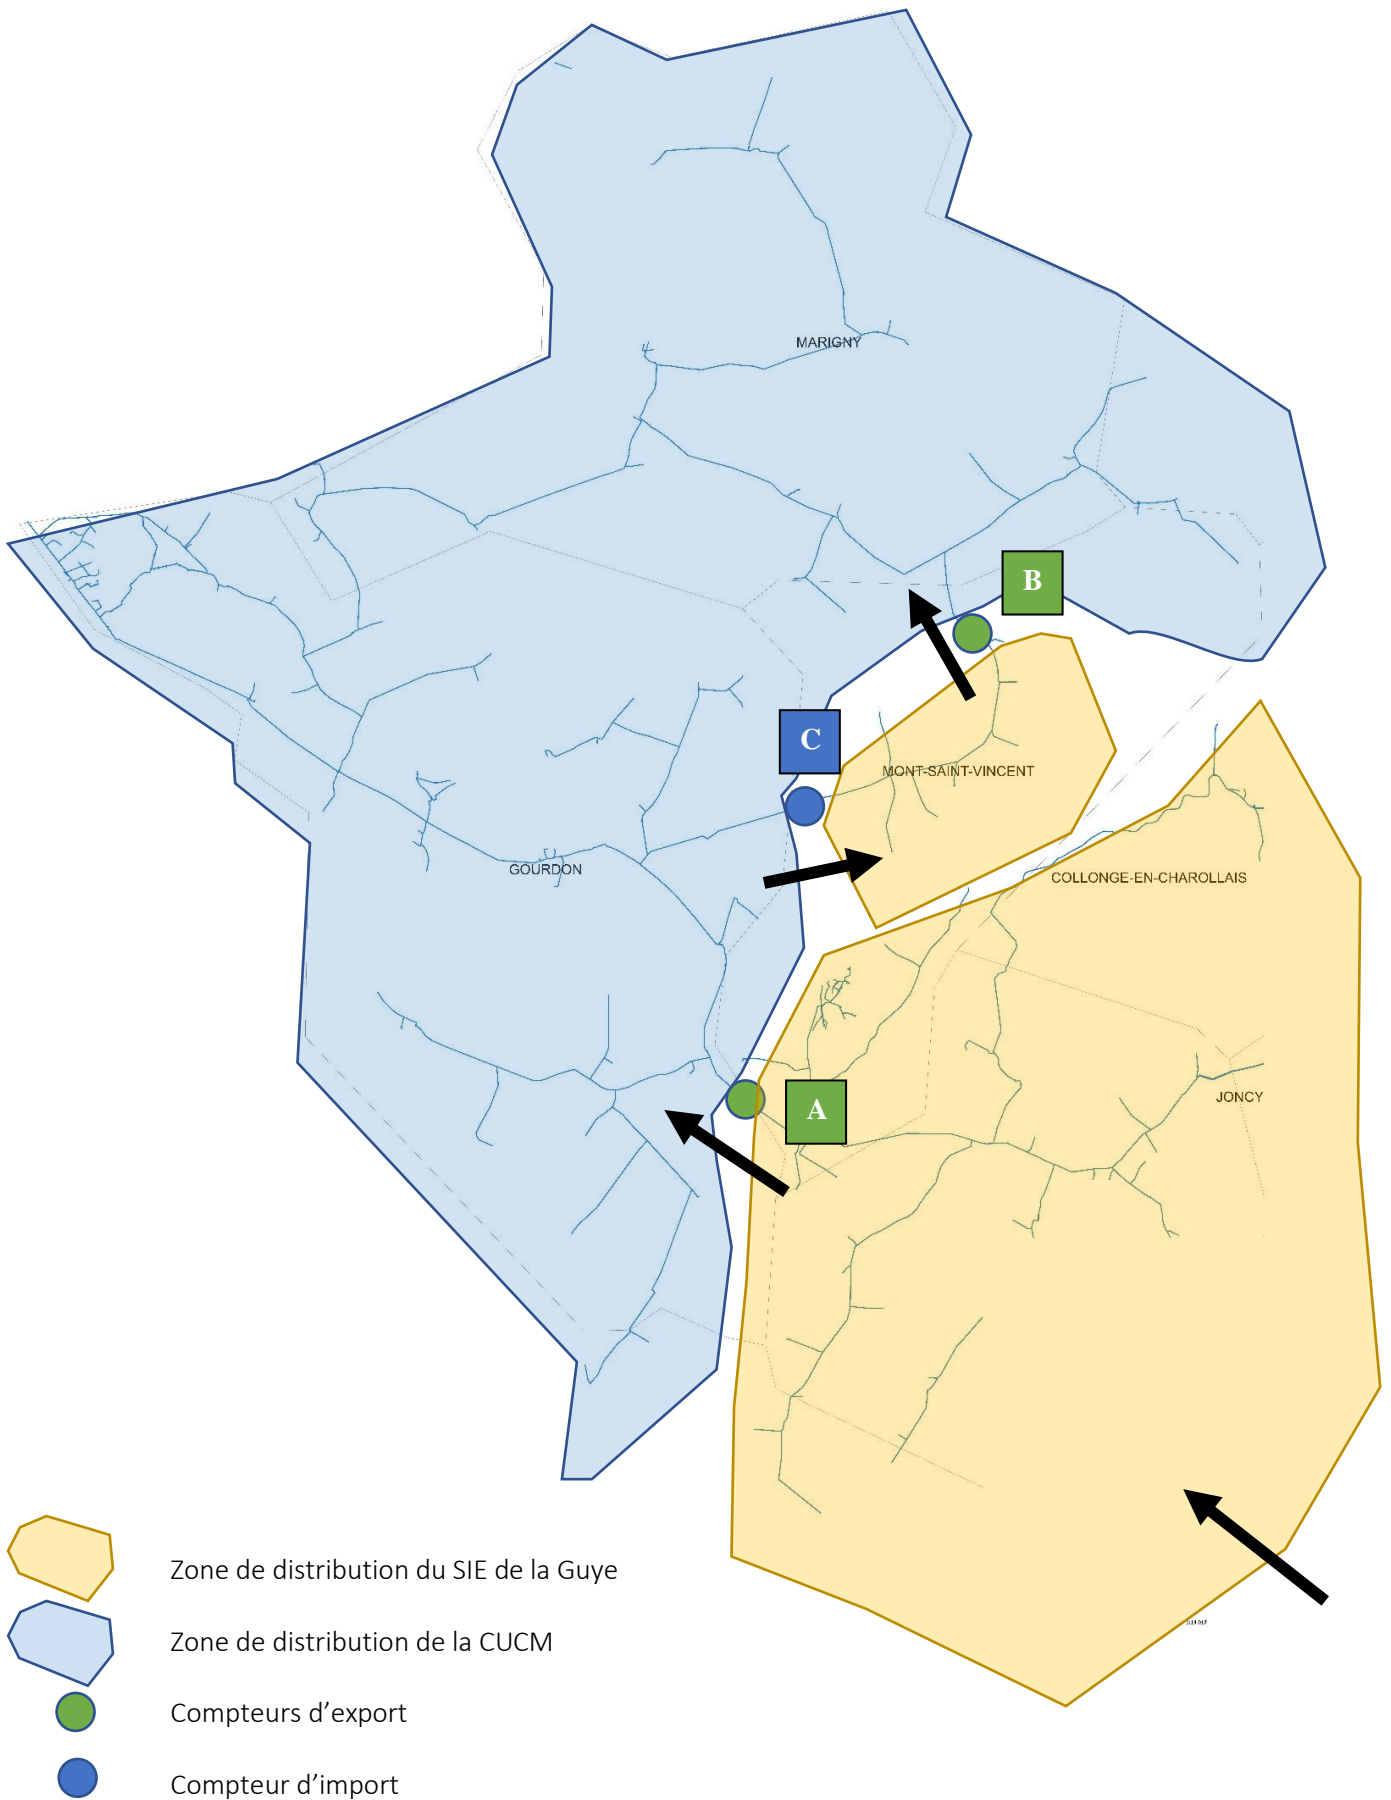 MARIGNY
B
C
MONT-SAINT-VINCENT
GOURDON
COLLONGE-EN-CHAROLLAIS
A
JONCY
Zone de distribution du SIE de la Guye
Zone de distribution de la CUCM
Compteurs d’export
Compteur d’import